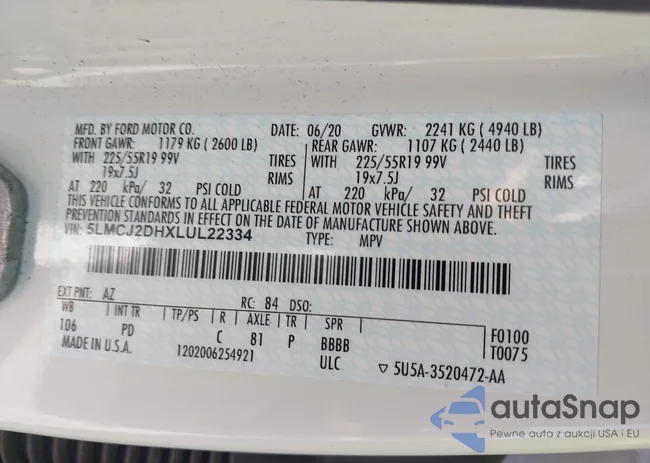 MFD. BY FORD MOTOR CO. DATE: 06/20 GVWR: 2241 KG ( 4940 LB)
FRONT GAWR: 1179 KG ( 2600 LB) REAR GAWR: 1107 KG ( 2440 LB)
WITH 225/55R19 99V TIRES WITH 225/55R19 99V TIRES
19x7.5J RIMS 19x7.5J RIMS
AT 220 kPa/ 32 PSI COLD AT 220 kPa/ 32 PSI COLD
THIS VEHICLE CONFORMS TO ALL APPLICABLE FEDERAL MOTOR VEHICLE SAFETY AND THEFT
PREVENTION STANDARDS IN EFFECT ON THE DATE OF MANUFACTURE SHOWN ABOVE.
VIN: 5LMCJ2DHXLUL22334 TYPE: MPV
EXT PNT: AZ RC: 84 DSO:
WB INT TR TP/PS R AXLE TR SPR F0100
106 PD C 81 P BBBB T0075
MADE IN U.S.A. 1202006254921 ULC ▽ 5U5A-3520472-AA
autaSnap
Pewne auta z aukcji USA i EU